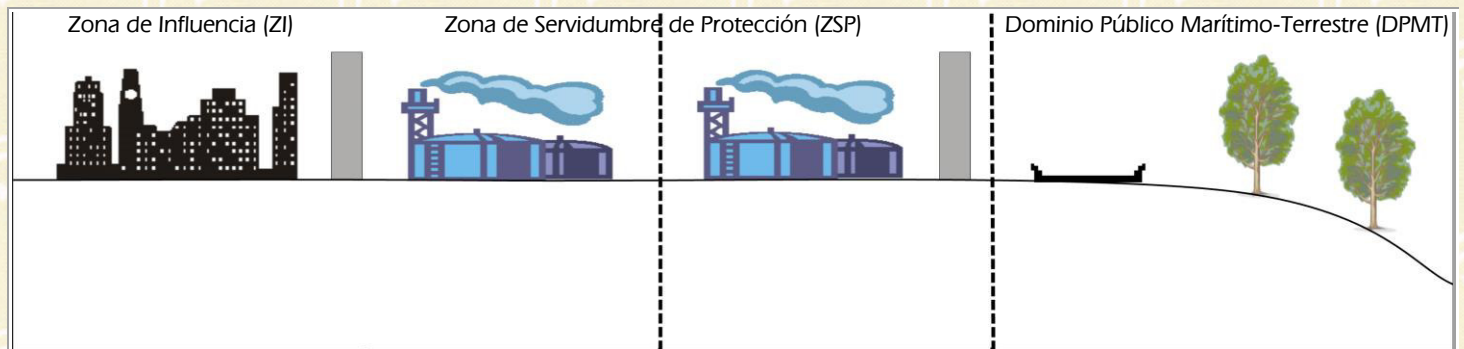 Zona de Influencia (ZI) Zona de Servidumbre de Protección (ZSP) Dominio Público Marítimo-Terrestre (DPMT)